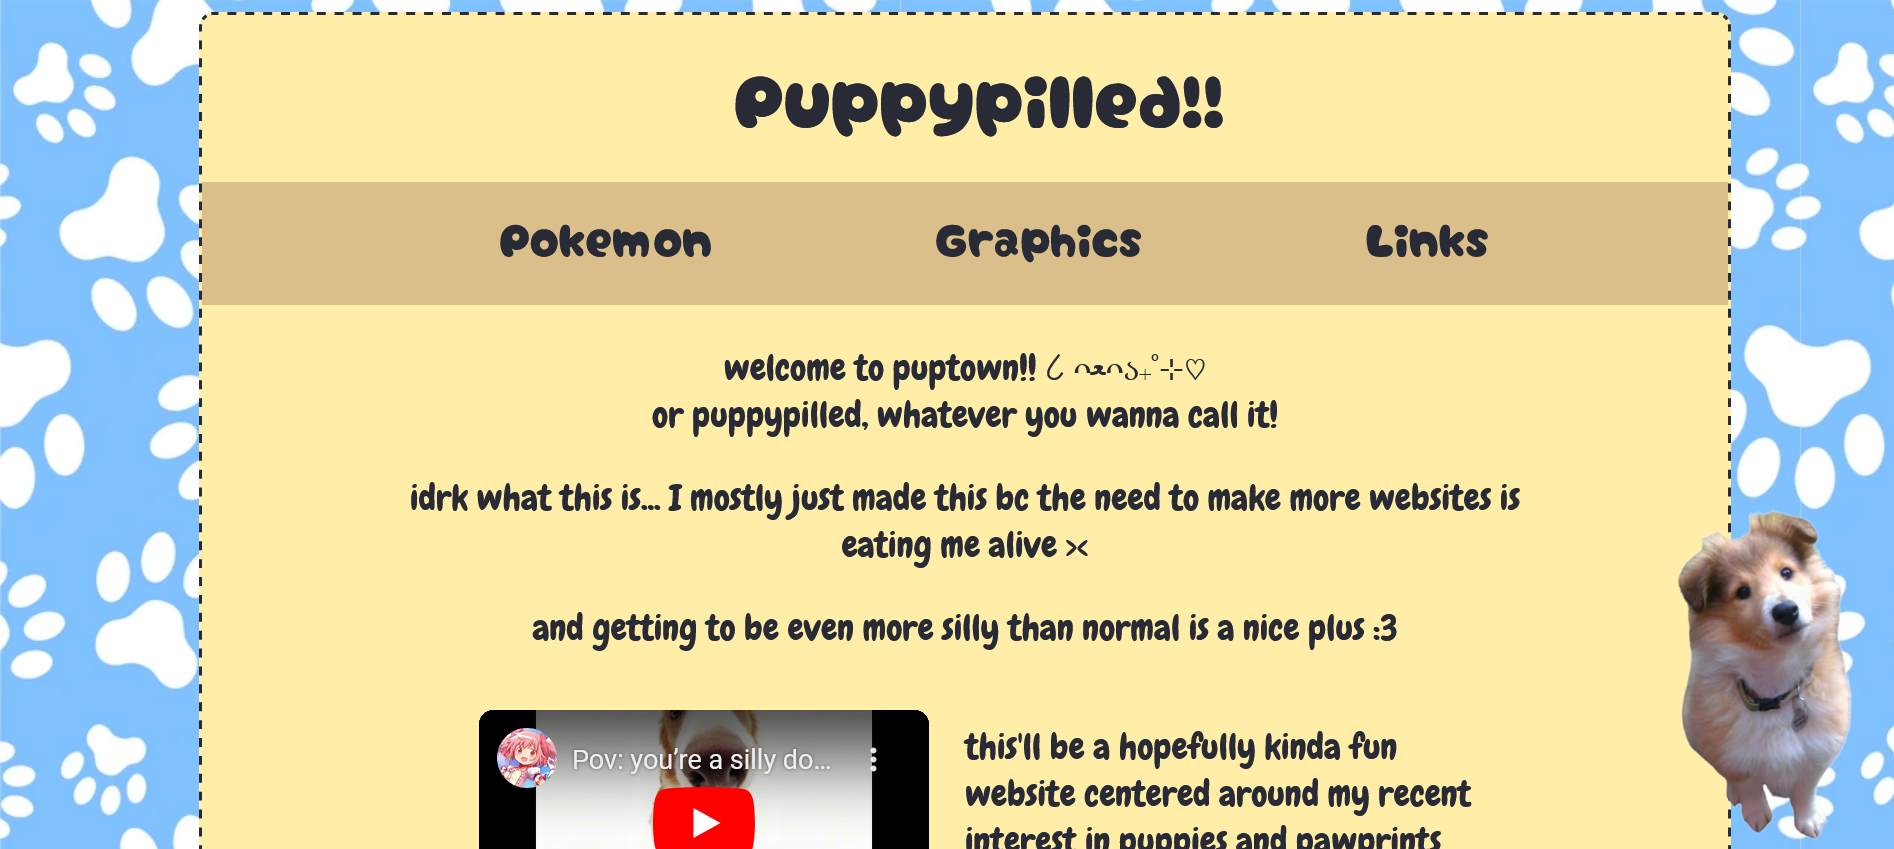 Puppypilled!!
Pokemon Graphics Links
welcome to puptown!! ૮ ᴖﻌᴖა₊˚⊹♡
or puppypilled, whatever you wanna call it!
idrk what this is... I mostly just made this bc the need to make more websites is
eating me alive ><
and getting to be even more silly than normal is a nice plus :3
Pov: you’re a silly do...
this'll be a hopefully kinda fun
website centered around my recent
interest in puppies and pawprints